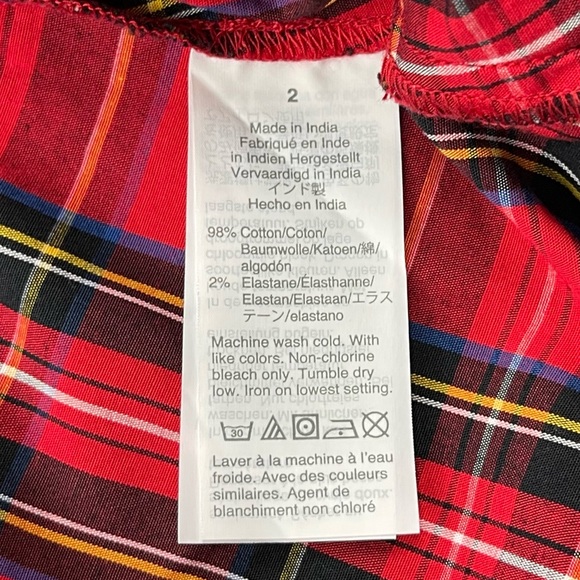 2
Made in India
Fabriqué en Inde
in Indien Hergestellt
Vervaardigd in India
インド製
Hecho en India
98% Cotton/Coton/
Baumwolle/Katoen/綿/
algodón
2% Elastane/Élasthanne/
Elastan/Elastaan/エラス
テーン/elastano
Machine wash cold. With
like colors. Non-chlorine
bleach only. Tumble dry
low. Iron on lowest setting.
30
Laver à la machine à l'eau
froide. Avec des couleurs
similaires. Agent de
blanchiment non chloré